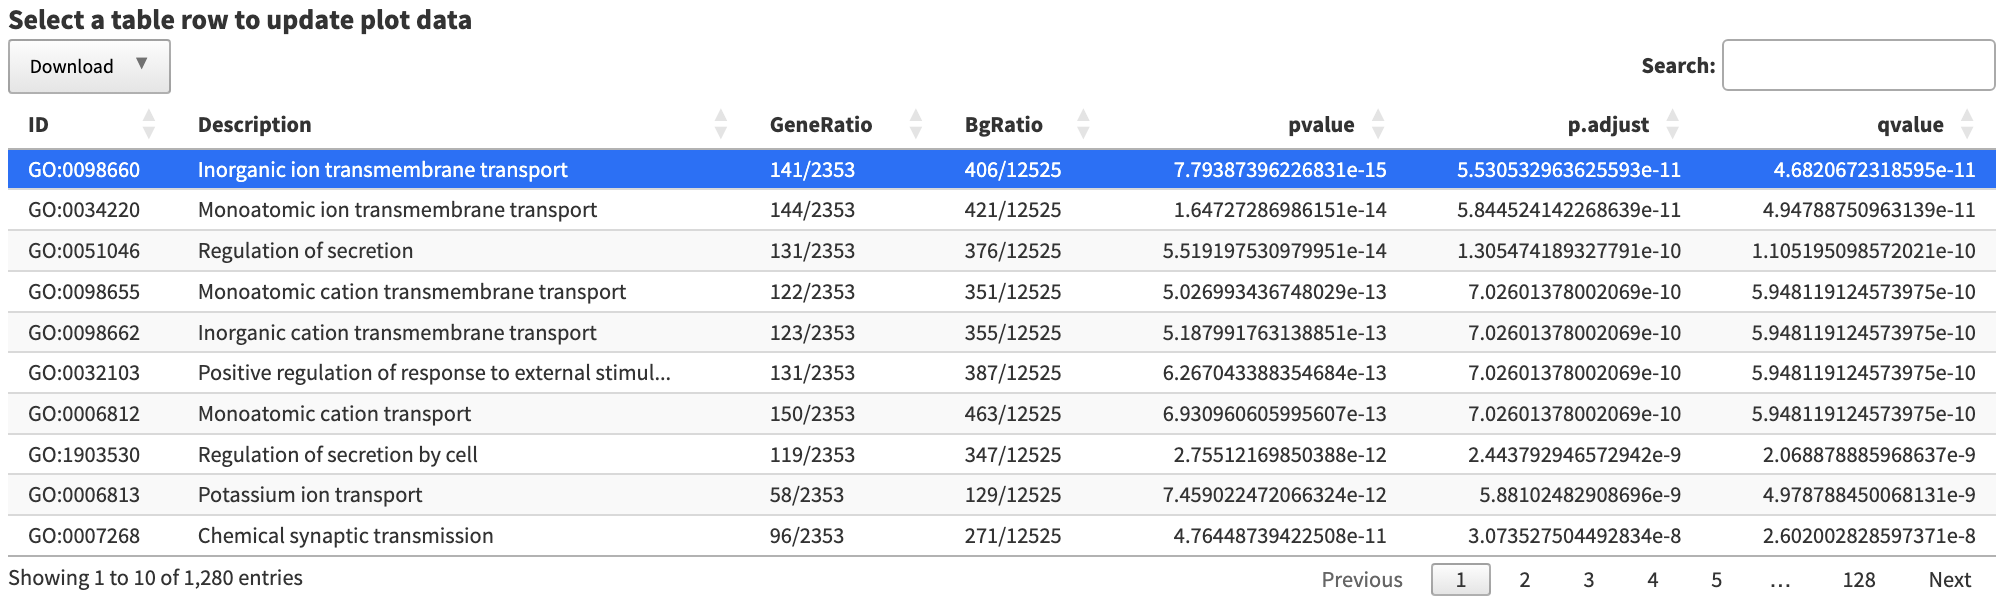 Select a table row to update plot data
Download ▼ Search:
ID Description GeneRatio BgRatio pvalue p.adjust qvalue
GO:0098660 Inorganic ion transmembrane transport 141/2353 406/12525 7.79387396226831e-15 5.530532963625593e-11 4.6820672318595e-11
GO:0034220 Monoatomic ion transmembrane transport 144/2353 421/12525 1.64727286986151e-14 5.844524142268639e-11 4.94788750963139e-11
GO:0051046 Regulation of secretion 131/2353 376/12525 5.519197530979951e-14 1.305474189327791e-10 1.105195098572021e-10
GO:0098655 Monoatomic cation transmembrane transport 122/2353 351/12525 5.026993436748029e-13 7.02601378002069e-10 5.948119124573975e-10
GO:0098662 Inorganic cation transmembrane transport 123/2353 355/12525 5.187991763138851e-13 7.02601378002069e-10 5.948119124573975e-10
GO:0032103 Positive regulation of response to external stimul... 131/2353 387/12525 6.267043388354684e-13 7.02601378002069e-10 5.948119124573975e-10
GO:0006812 Monoatomic cation transport 150/2353 463/12525 6.930960605995607e-13 7.02601378002069e-10 5.948119124573975e-10
GO:1903530 Regulation of secretion by cell 119/2353 347/12525 2.75512169850388e-12 2.443792946572942e-9 2.068878885968637e-9
GO:0006813 Potassium ion transport 58/2353 129/12525 7.459022472066324e-12 5.88102482908696e-9 4.978788450068131e-9
GO:0007268 Chemical synaptic transmission 96/2353 271/12525 4.76448739422508e-11 3.073527504492834e-8 2.602002828597371e-8
Showing 1 to 10 of 1,280 entries Previous 1 2 3 4 5 … 128 Next